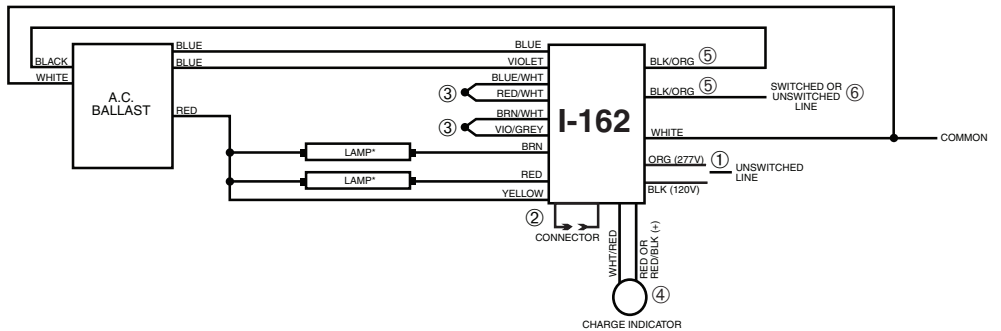 BLACK
WHITE
A.C.
BALLAST
BLUE
BLUE
RED
BLUE
VIOLET
BLUE/WHT
③ RED/WHT
BRN/WHT
③ VIO/GREY
BRN
LAMP*
RED
LAMP*
YELLOW
I-162
BLK/ORG ⑤
BLK/ORG ⑤
SWITCHED OR
UNSWITCHED ⑥
LINE
WHITE
COMMON
ORG (277V) ①
UNSWITCHED
LINE
BLK (120V)
②
CONNECTOR
WHT/RED
RED OR
RED/BLK (+)
④
CHARGE INDICATOR